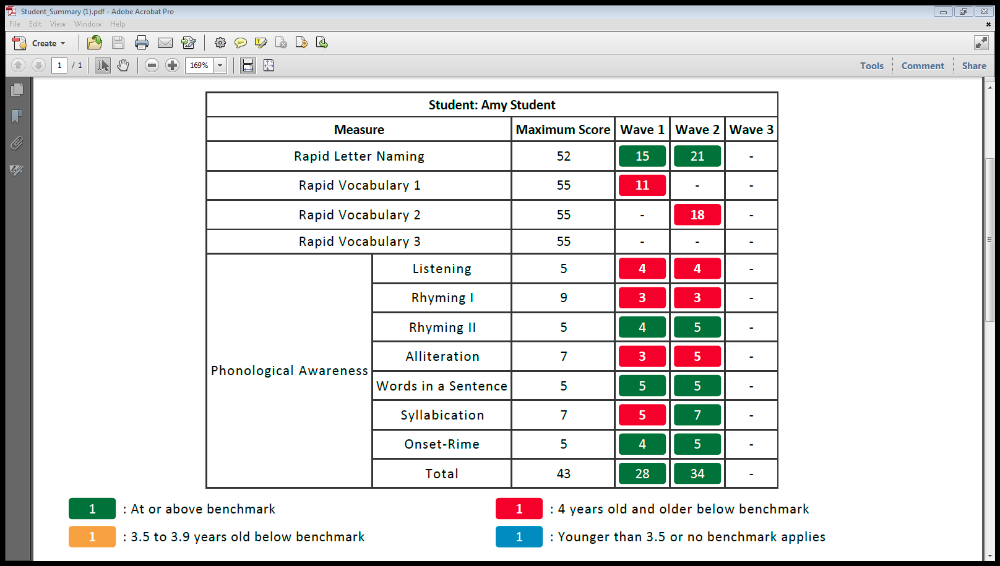 Student_Summary (1).pdf - Adobe Acrobat Pro
File Edit View Window Help
Create
1 / 1 169% Tools Comment Share
Student: Amy Student
Measure Maximum Score Wave 1 Wave 2 Wave 3
Rapid Letter Naming 52 15 21 -
Rapid Vocabulary 1 55 11 - -
Rapid Vocabulary 2 55 - 18 -
Rapid Vocabulary 3 55 - - -
Listening 5 4 4 -
Rhyming I 9 3 3 -
Rhyming II 5 4 5 -
Alliteration 7 3 5 -
Phonological Awareness
Words in a Sentence 5 5 5 -
Syllabication 7 5 7 -
Onset-Rime 5 4 5 -
Total 43 28 34 -
1 : At or above benchmark
1 : 4 years old and older below benchmark
1 : 3.5 to 3.9 years old below benchmark
1 : Younger than 3.5 or no benchmark applies